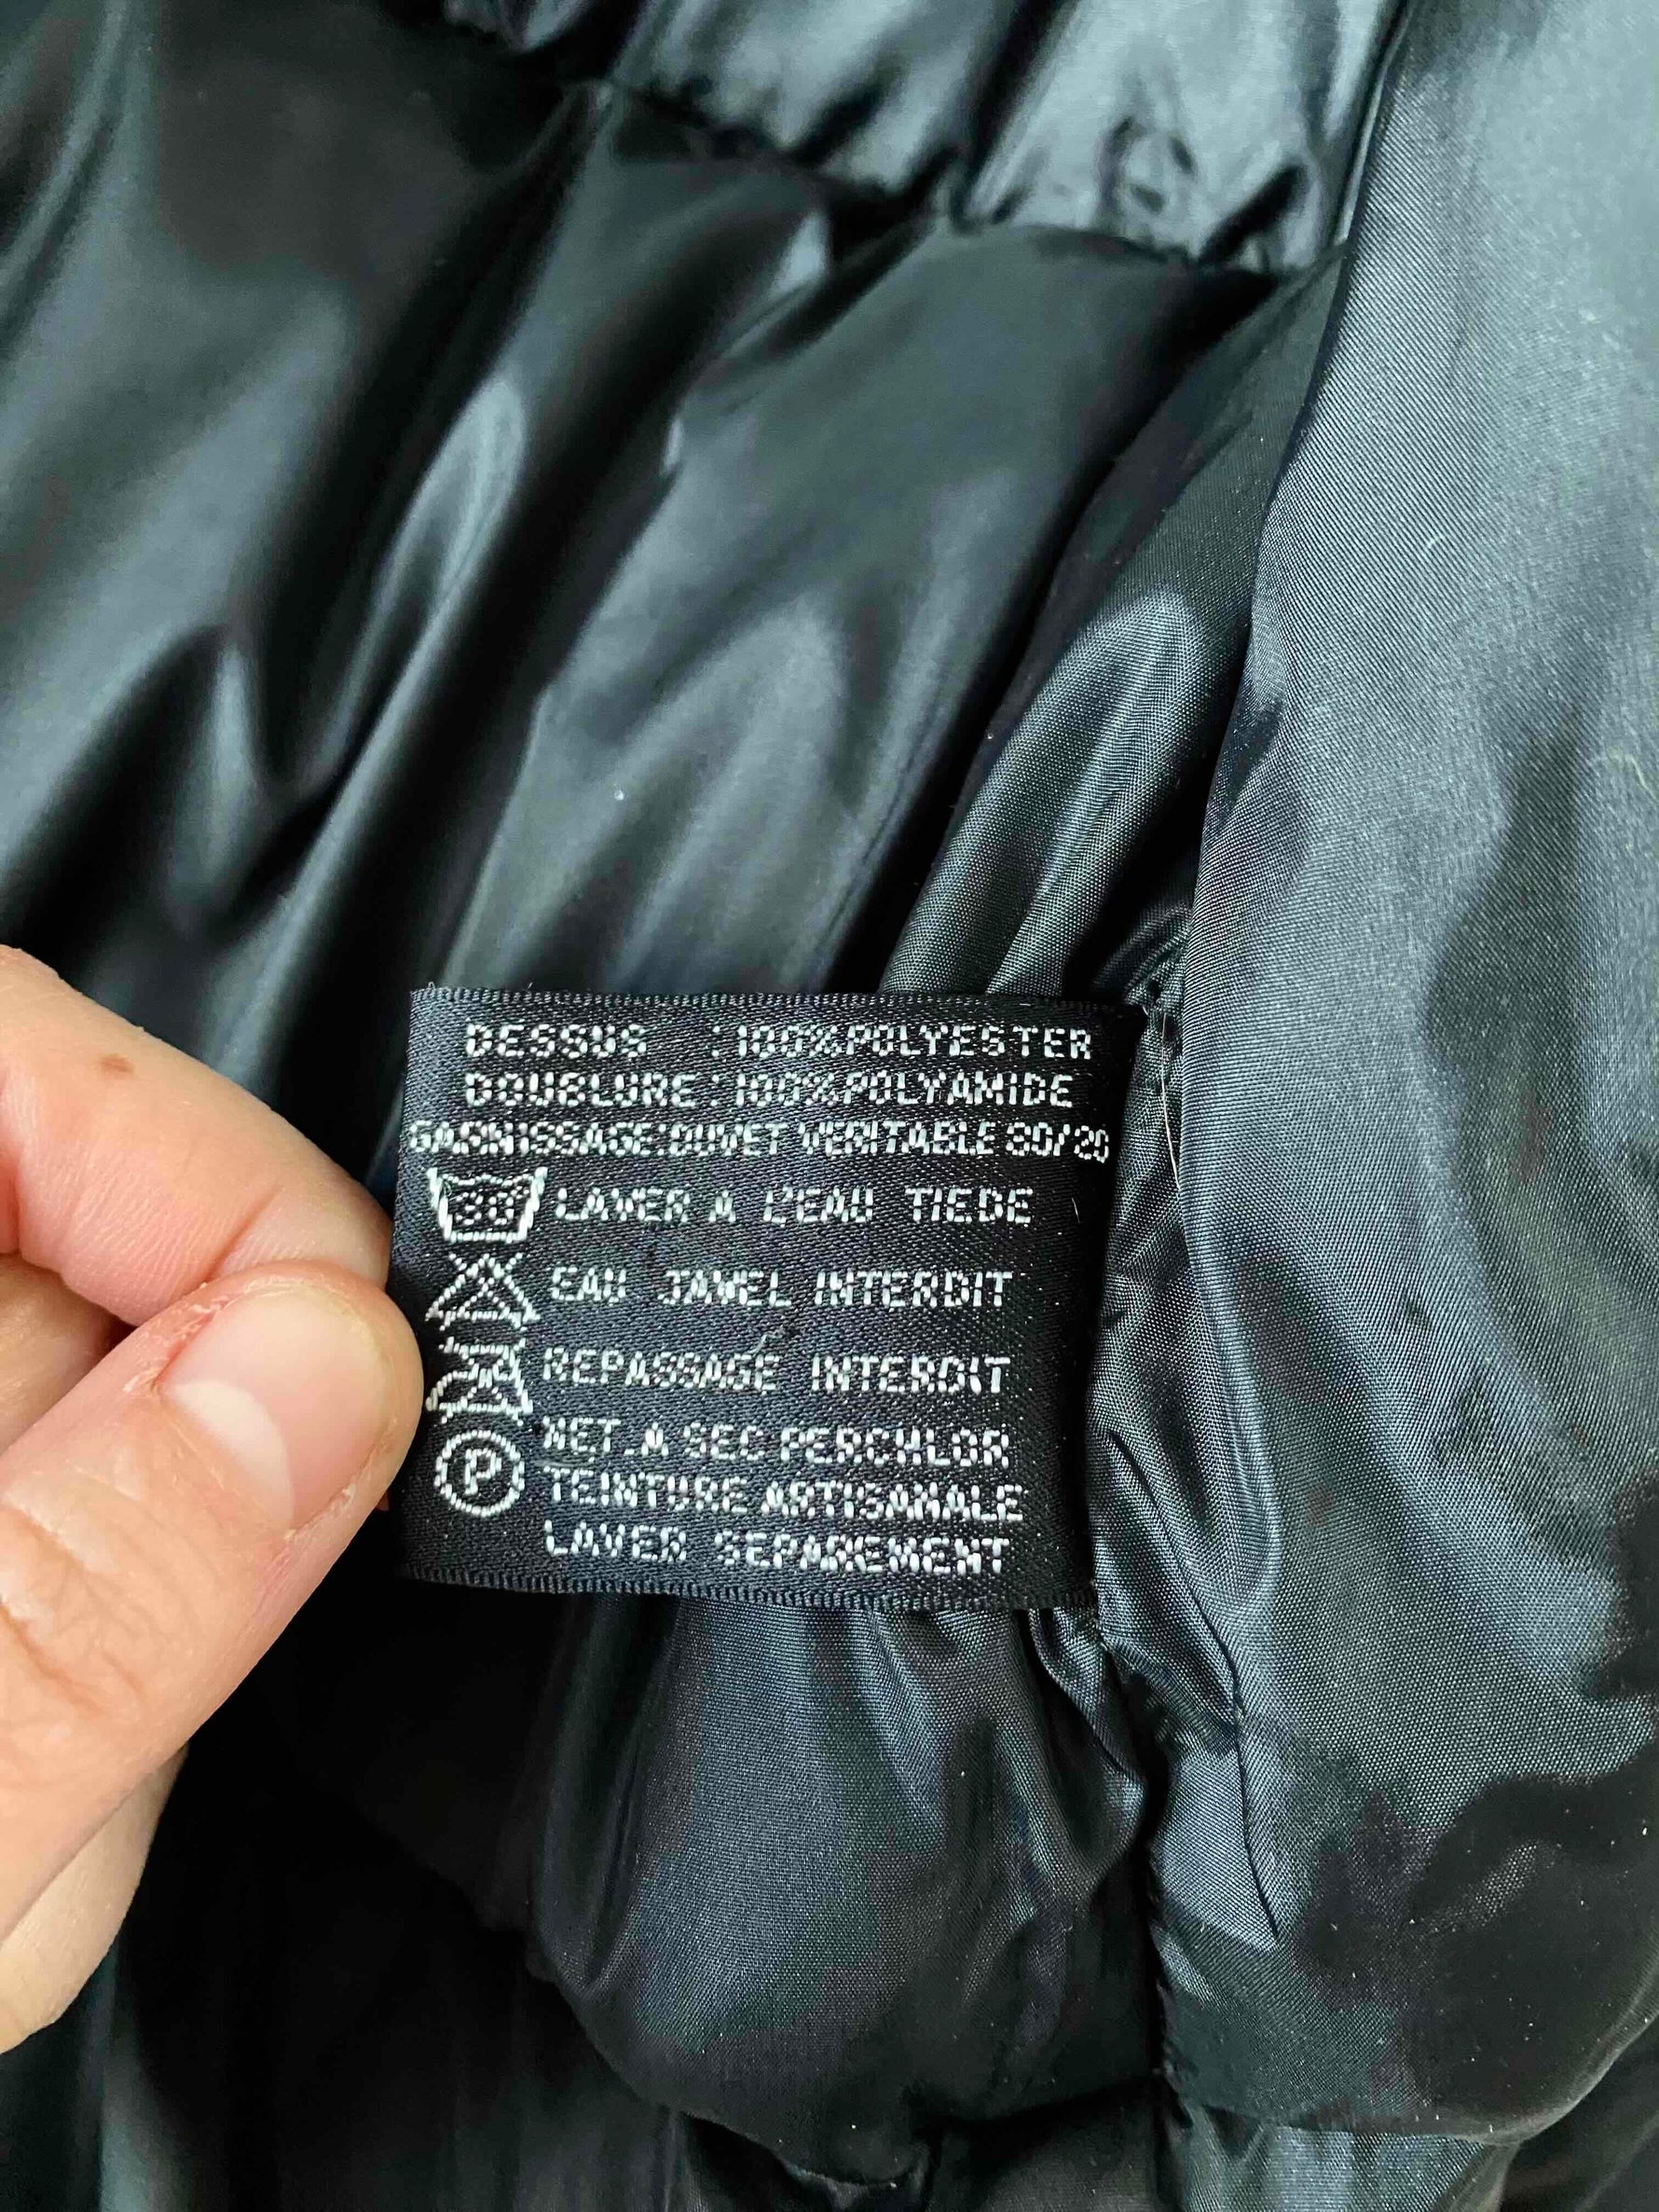 DESSUS : 100% POLYESTER
DOUBLURE : 100% POLYAMIDE
GARNISSAGE: DUVET VERITABLE 80/20
30 LAVER A L'EAU TIEDE
EAU JAVEL INTERDIT
REPASSAGE INTERDIT
P NET. A SEC PERCHLOR
TEINTURE ARTISANALE
LAVER SEPAREMENT